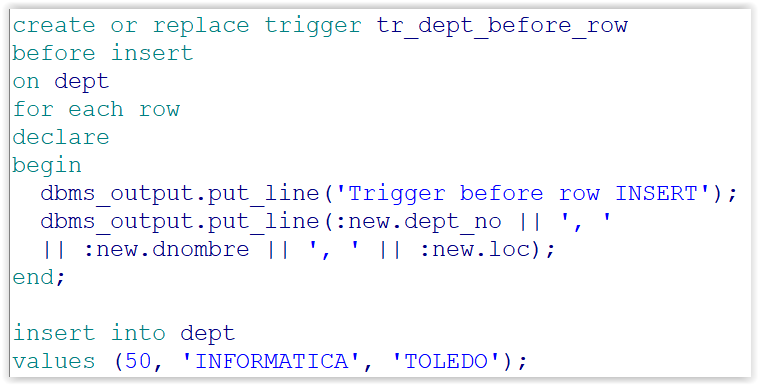 create or replace trigger tr_dept_before_row
before insert
on dept
for each row
declare
begin
  dbms_output.put_line('Trigger before row INSERT');
  dbms_output.put_line(:new.dept_no || ', '
  || :new.dnombre || ', ' || :new.loc);
end;

insert into dept
values (50, 'INFORMATICA', 'TOLEDO');